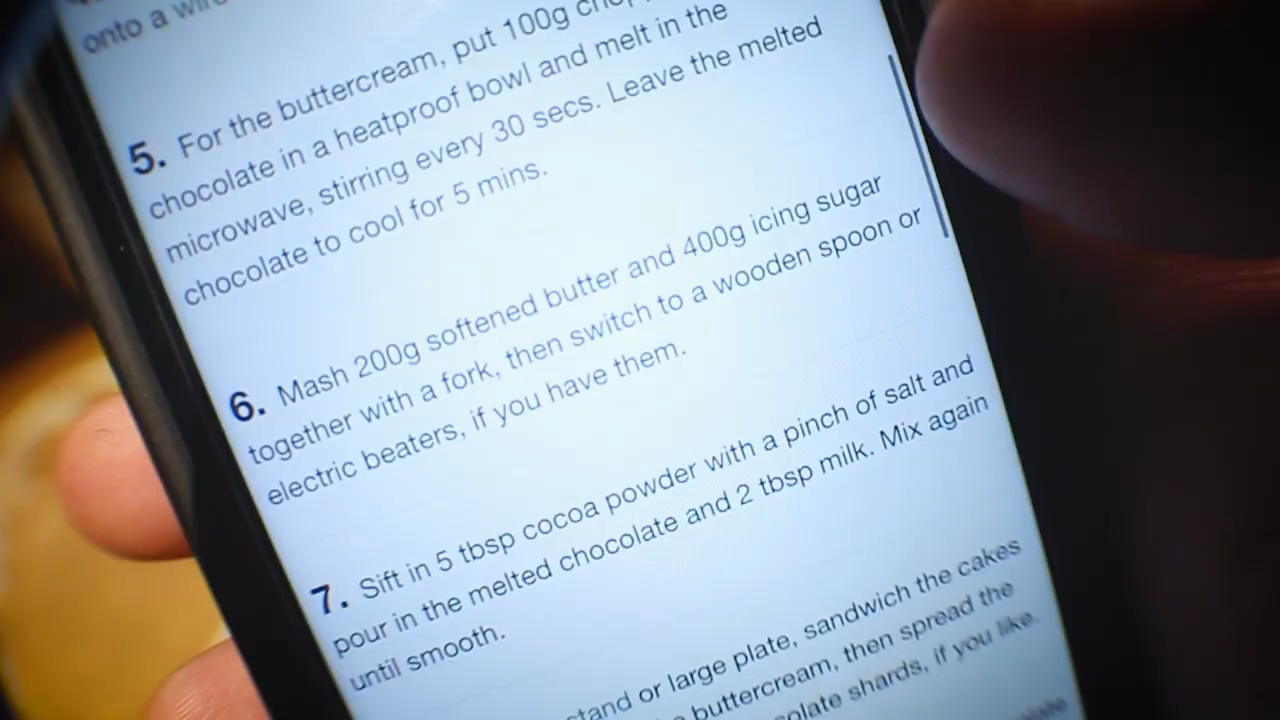 onto a wire
5. For the buttercream, put 100g
chocolate in a heatproof bowl and melt in the
microwave, stirring every 30 secs. Leave the melted
chocolate to cool for 5 mins.
6. Mash 200g softened butter and 400g icing sugar
together with a fork, then switch to a wooden spoon or
electric beaters, if you have them.
7. Sift in 5 tbsp cocoa powder with a pinch of salt and
pour in the melted chocolate and 2 tbsp milk. Mix again
until smooth.
or large plate, sandwich the cakes
buttercream, then spread the
shards, if you like.